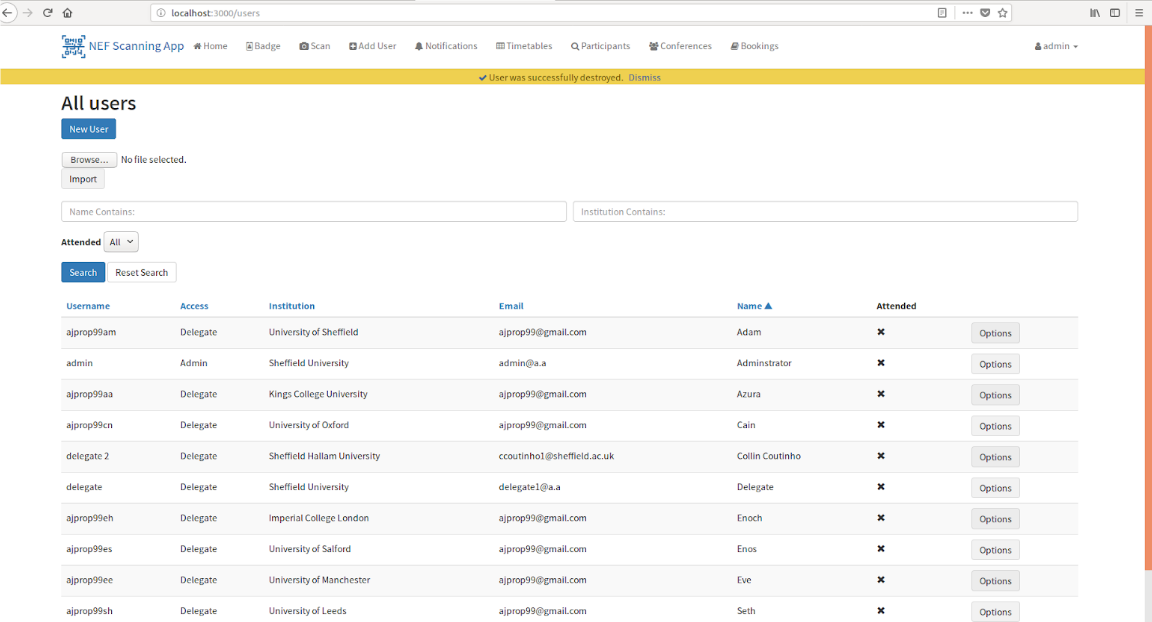 localhost:3000/users
NEF Scanning App Home Badge Scan Add User Notifications Timetables Participants Conferences Bookings admin
User was successfully destroyed. Dismiss
All users
New User
Browse... No file selected.
Import
Name Contains: Institution Contains:
Attended All
Search Reset Search
Username Access Institution Email Name Attended
ajprop99am Delegate University of Sheffield ajprop99@gmail.com Adam Options
admin Admin Sheffield University admin@a.a Adminstrator Options
ajprop99aa Delegate Kings College University ajprop99@gmail.com Azura Options
ajprop99cn Delegate University of Oxford ajprop99@gmail.com Cain Options
delegate 2 Delegate Sheffield Hallam University ccoutinho1@sheffield.ac.uk Collin Coutinho Options
delegate Delegate Sheffield University delegate1@a.a Delegate Options
ajprop99eh Delegate Imperial College London ajprop99@gmail.com Enoch Options
ajprop99es Delegate University of Salford ajprop99@gmail.com Enos Options
ajprop99ee Delegate University of Manchester ajprop99@gmail.com Eve Options
ajprop99sh Delegate University of Leeds ajprop99@gmail.com Seth Options